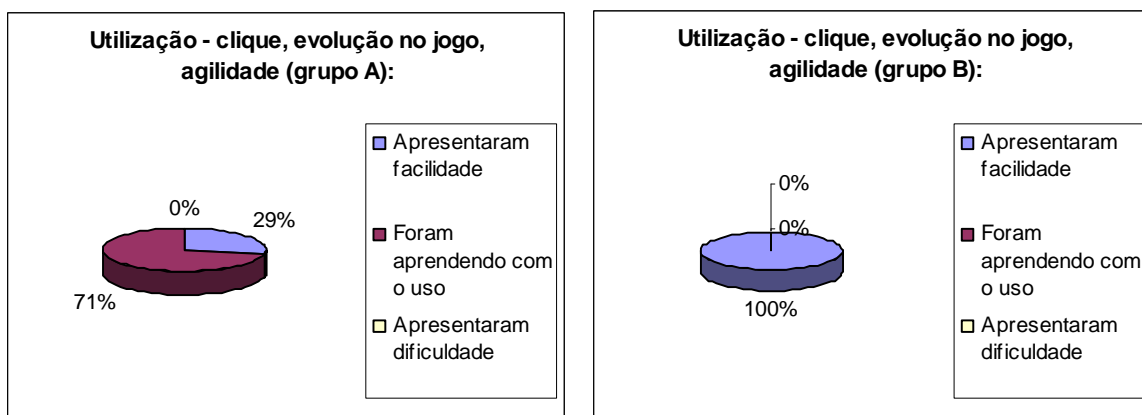 Utilização - clique, evolução no jogo,
agilidade (grupo A):
0%
29%
71%
Apresentaram
facilidade
Foram
aprendendo com
o uso
Apresentaram
dificuldade
Utilização - clique, evolução no jogo,
agilidade (grupo B):
0%
0%
100%
Apresentaram
facilidade
Foram
aprendendo com
o uso
Apresentaram
dificuldade